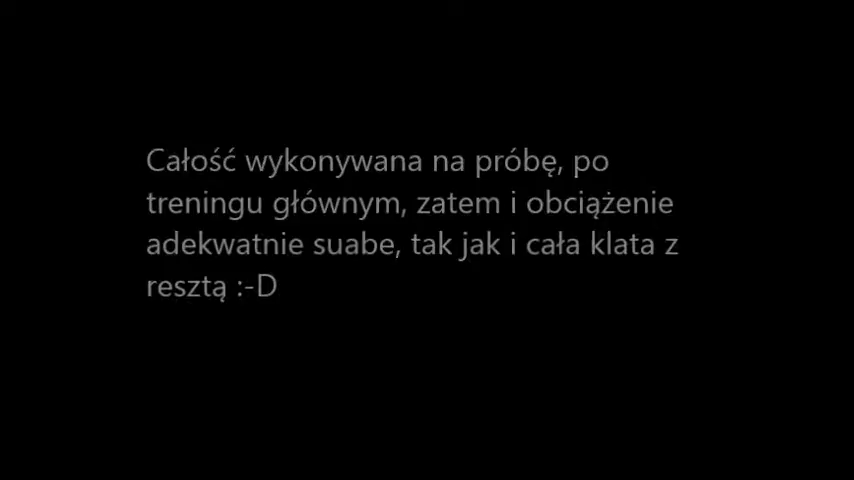 Całość wykonywana na próbę, po
treningu głównym, zatem i obciążenie
adekwatnie suabe, tak jak i cała klata z
resztą :-D